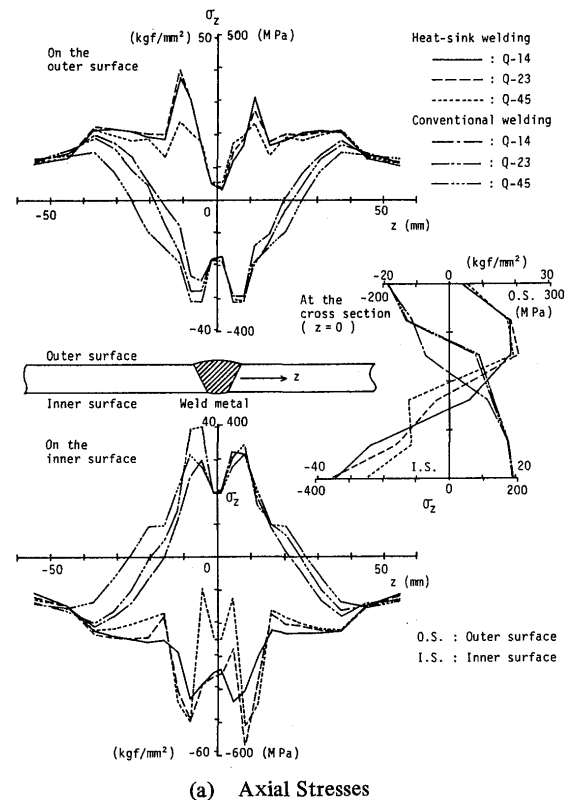 σz
(kgf/mm²) 50 500 (MPa)
On the
outer surface
Heat-sink welding
: Q-14
: Q-23
: Q-45
Conventional welding
: Q-14
: Q-23
: Q-45
-50 0 50
z (mm)
-40 -400
At the
cross section
( z=0 )
(kgf/mm²)
-20 0 30
-200 O.S. 300
(MPa)
-40 I.S. 20
-400 0 200
σz
Outer surface
z
Inner surface Weld metal
40 400
On the
inner surface
σz
-50 0 50
z (mm)
O.S. : Outer surface
I.S. : Inner surface
(kgf/mm²) -60 -600 (MPa)
(a) Axial Stresses